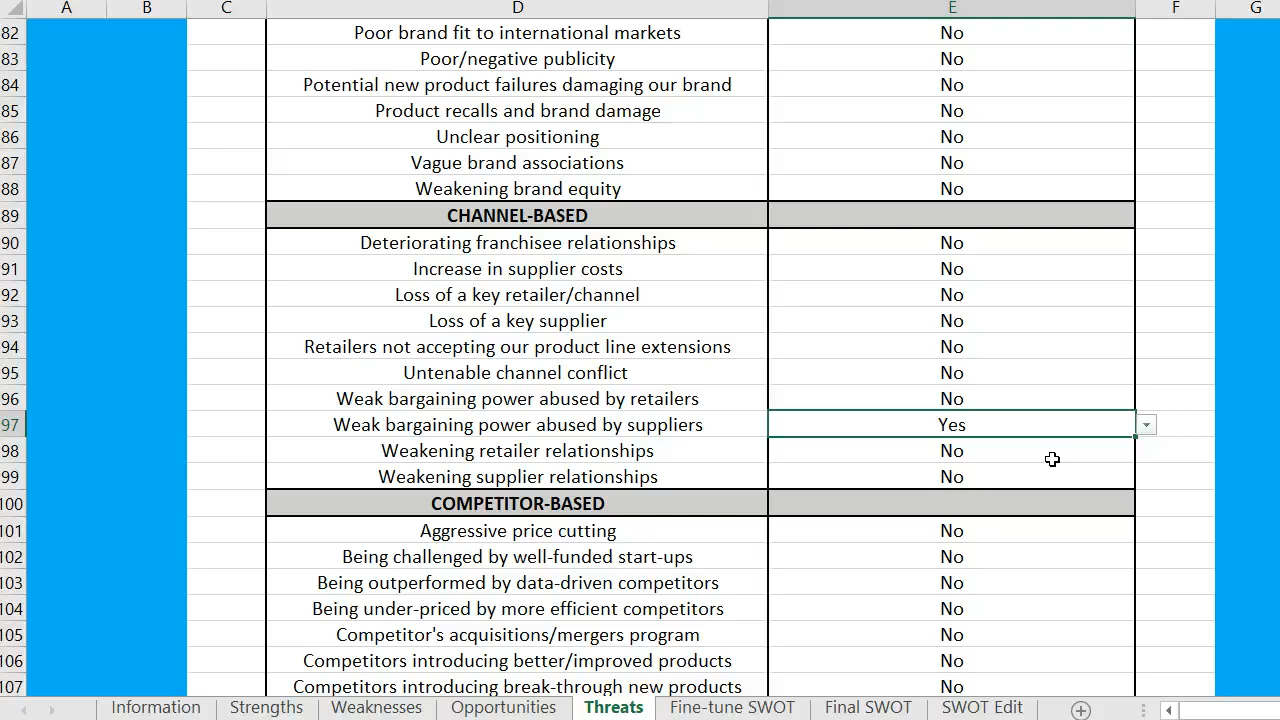 A B C D E F G
82 Poor brand fit to international markets No
83 Poor/negative publicity No
84 Potential new product failures damaging our brand No
85 Product recalls and brand damage No
86 Unclear positioning No
87 Vague brand associations No
88 Weakening brand equity No
89 CHANNEL-BASED
90 Deteriorating franchisee relationships No
91 Increase in supplier costs No
92 Loss of a key retailer/channel No
93 Loss of a key supplier No
94 Retailers not accepting our product line extensions No
95 Untenable channel conflict No
96 Weak bargaining power abused by retailers No
97 Weak bargaining power abused by suppliers Yes
98 Weakening retailer relationships No
99 Weakening supplier relationships No
100 COMPETITOR-BASED
101 Aggressive price cutting No
102 Being challenged by well-funded start-ups No
103 Being outperformed by data-driven competitors No
104 Being under-priced by more efficient competitors No
105 Competitor's acquisitions/mergers program No
106 Competitors introducing better/improved products No
107 Competitors introducing break-through new products No
Information Strengths Weaknesses Opportunities Threats Fine-tune SWOT Final SWOT SWOT Edit